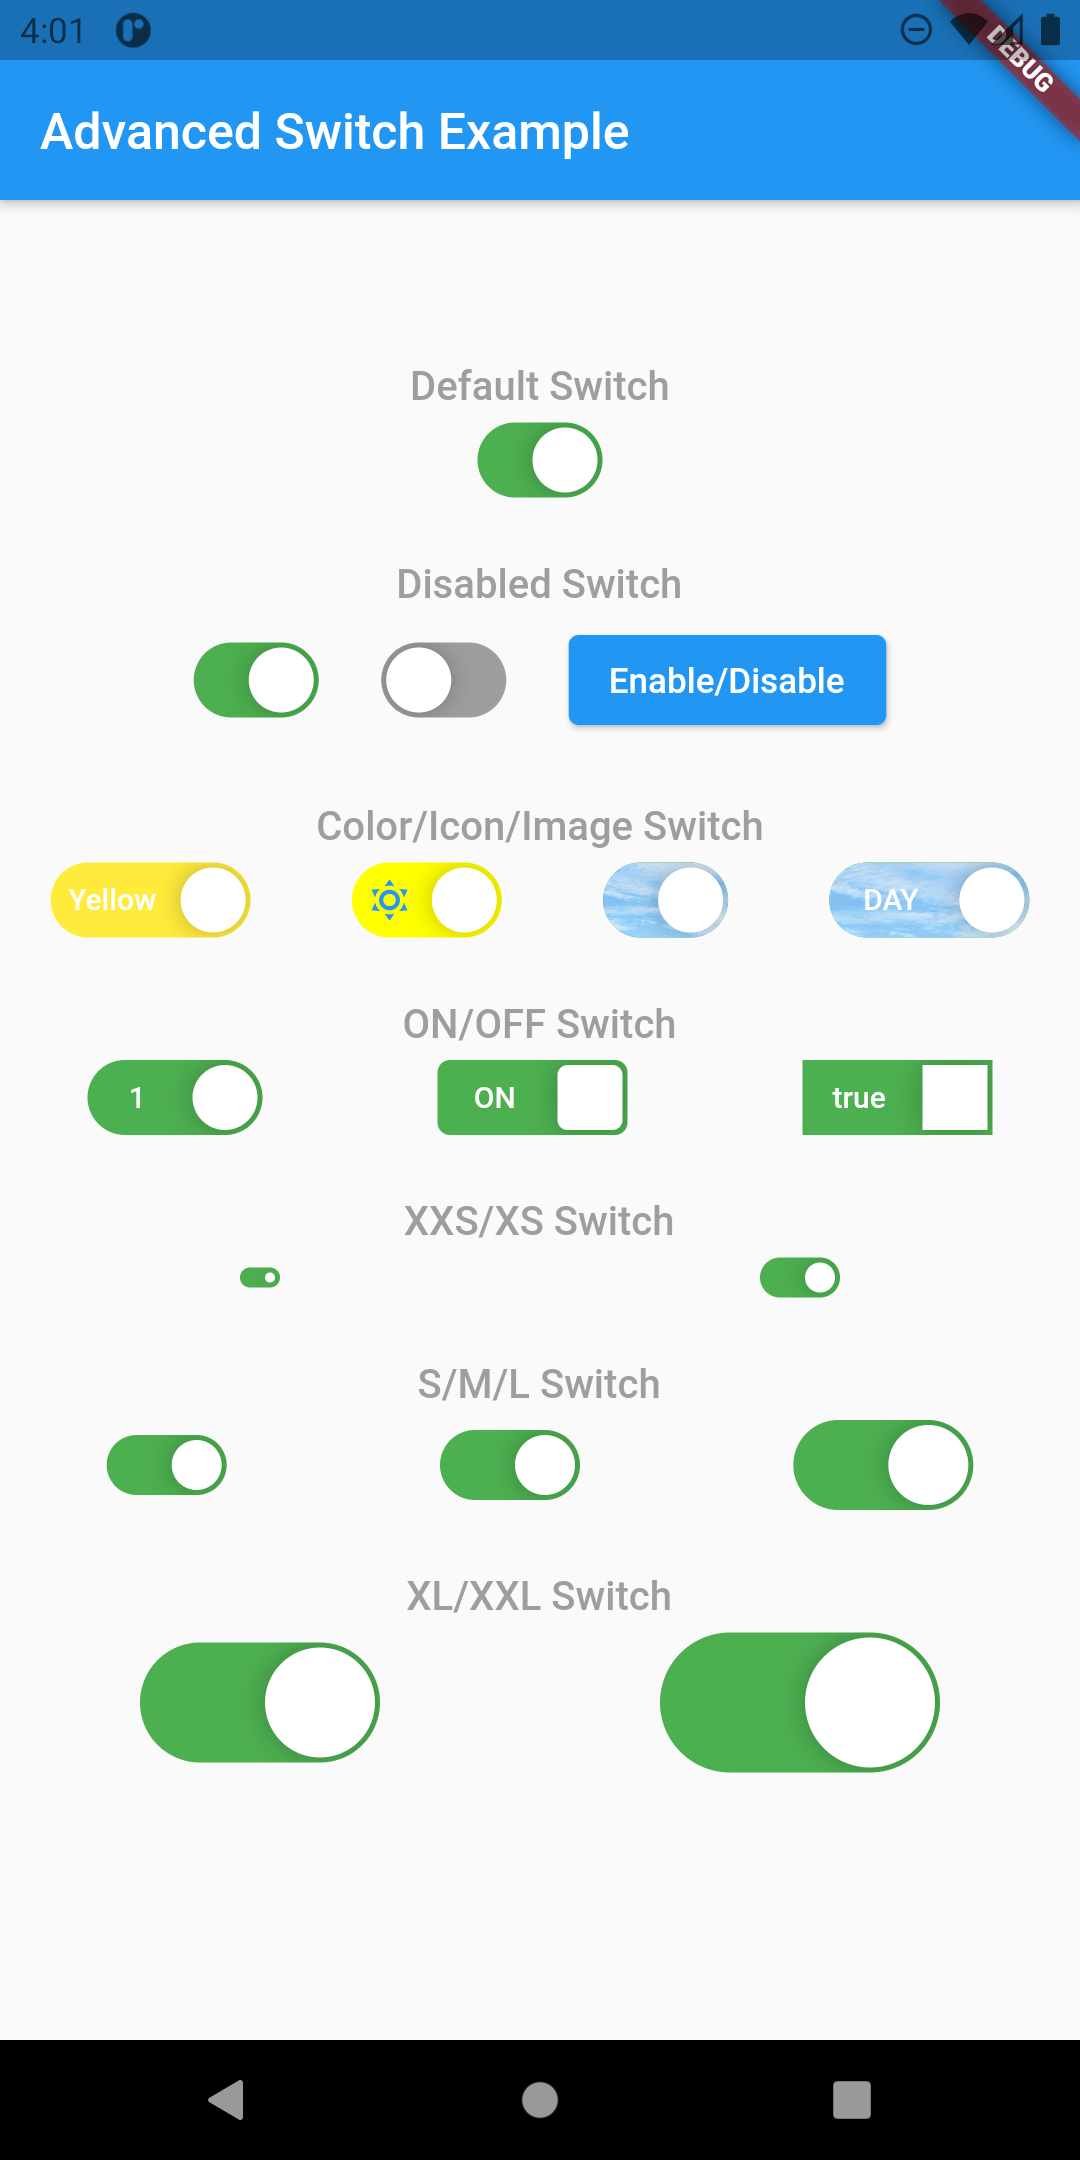 4:01
DEBUG
Advanced Switch Example
Default Switch
Disabled Switch
Enable/Disable
Color/Icon/Image Switch
Yellow
DAY
ON/OFF Switch
1
ON
true
XXS/XS Switch
S/M/L Switch
XL/XXL Switch